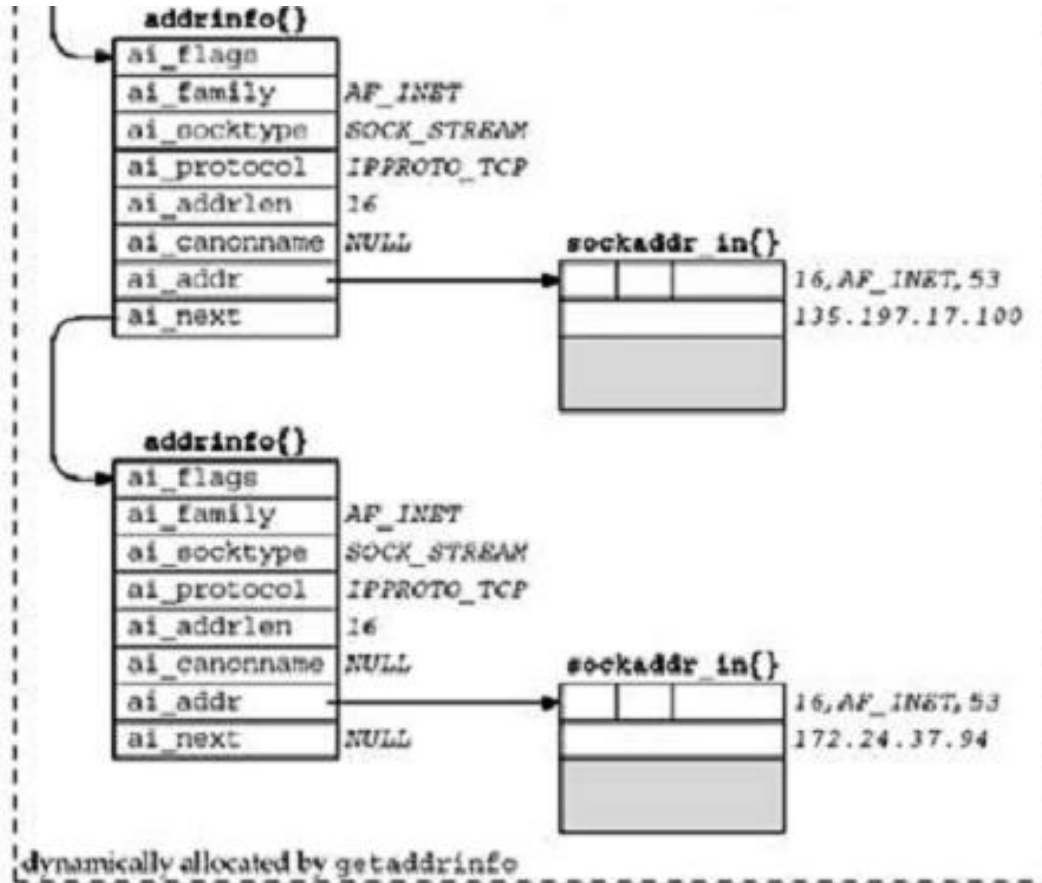 addrinfo{}
ai_flags
ai_family AF_INET
ai_socktype SOCK_STREAM
ai_protocol IPPROTO_TCP
ai_addrlen 16
ai_canonname NULL
ai_addr
ai_next
sockaddr_in{}
16, AF_INET, 53
135.197.17.100
addrinfo{}
ai_flags
ai_family AF_INET
ai_socktype SOCK_STREAM
ai_protocol IPPROTO_TCP
ai_addrlen 16
ai_canonname NULL
ai_addr
ai_next NULL
sockaddr_in{}
16, AF_INET, 53
172.24.37.94
dynamically allocated by getaddrinfo